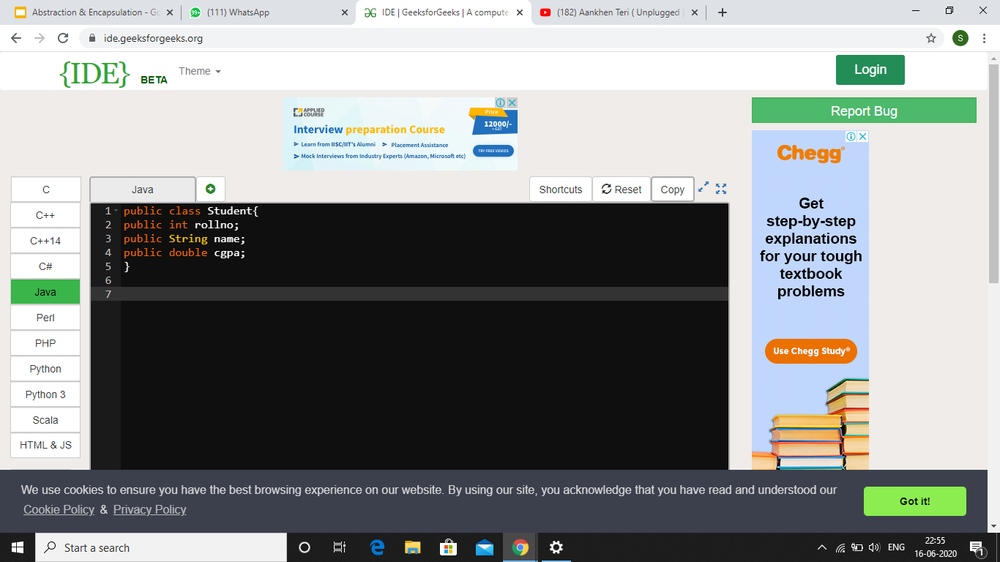 Abstraction & Encapsulation - Go
(111) WhatsApp
IDE | GeeksforGeeks | A compute
(182) Aankhen Teri ( Unplugged )
ide.geeksforgeeks.org
S
{IDE} BETA
Theme
Login
APPLIED COURSE
Interview preparation Course
Learn from IISC/IIT's Alumni
Placement Assistance
Mock Interviews from Industry Experts (Amazon, Microsoft etc)
Price
12000/-
+ GST
TRY FREE VIDEOS
Report Bug
Chegg
Get
step-by-step
explanations
for your tough
textbook
problems
Use Chegg Study®
C
C++
C++14
C#
Java
Perl
PHP
Python
Python 3
Scala
HTML & JS
Java
Shortcuts
Reset
Copy
1 public class Student{
2 public int rollno;
3 public String name;
4 public double cgpa;
5 }
6
7
We use cookies to ensure you have the best browsing experience on our website. By using our site, you acknowledge that you have read and understood our
Cookie Policy & Privacy Policy
Got it!
Start a search
ENG
22:55
16-06-2020
1